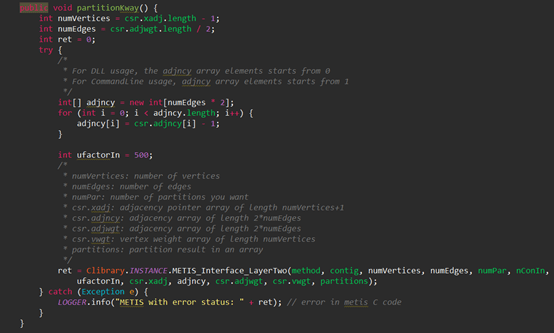 public void partitionKway() {
int numVertices = csr.xadj.length - 1;
int numEdges = csr.adjwgt.length / 2;
int ret = 0;
try {
/*
* For DLL usage, the adjncy array elements starts from 0
* For CommandLine usage, adjncy array elements starts from 1
*/
int[] adjncy = new int[numEdges * 2];
for (int i = 0; i < adjncy.length; i++) {
adjncy[i] = csr.adjncy[i] - 1;
}
int ufactorIn = 500;
/*
* numVertices: number of vertices
* numEdges: number of edges
* numPar: number of partitions you want
* csr.xadj: adjacency pointer array of length numVertices+1
* csr.adjncy: adjacency array of length 2*numEdges
* csr.adjwgt: adjacency array of length 2*numEdges
* csr.vwgt: vertex weight array of length numVertices
* partitions: partition result in an array
*/
ret = Clibrary.INSTANCE.METIS_Interface_LayerTwo(method, contig, numVertices, numEdges, numPar, nConIn,
ufactorIn, csr.xadj, adjncy, csr.adjwgt, csr.vwgt, partitions);
} catch (Exception e) {
LOGGER.info("METIS with error status: " + ret); // error in metis C code
}
}